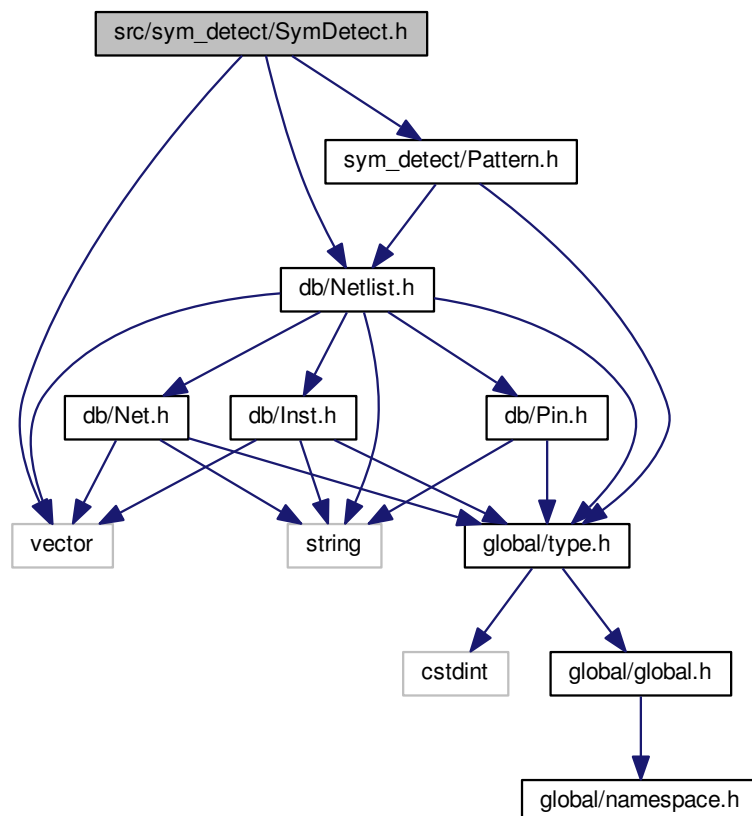 src/sym_detect/SymDetect.h
sym_detect/Pattern.h
db/Netlist.h
db/Net.h
db/Inst.h
db/Pin.h
vector
string
global/type.h
cstdint
global/global.h
global/namespace.h